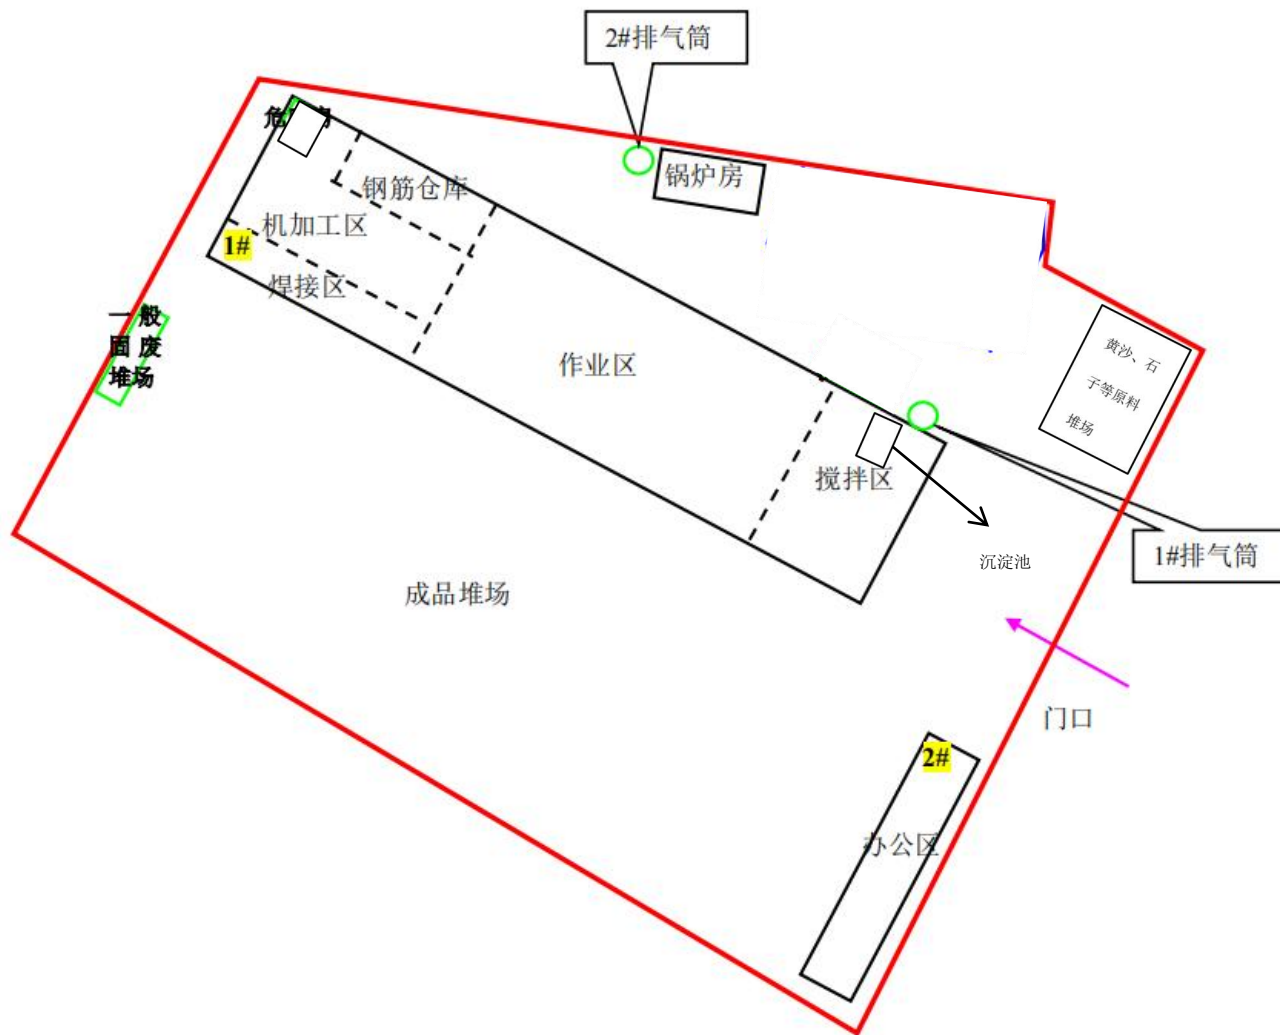 2#排气筒
危
钢筋仓库
锅炉房
机加工区
1#
焊接区
一般
固废
堆场
作业区
黄沙、石
子等原料
堆场
搅拌区
沉淀池
1#排气筒
成品堆场
门口
2#
办公区